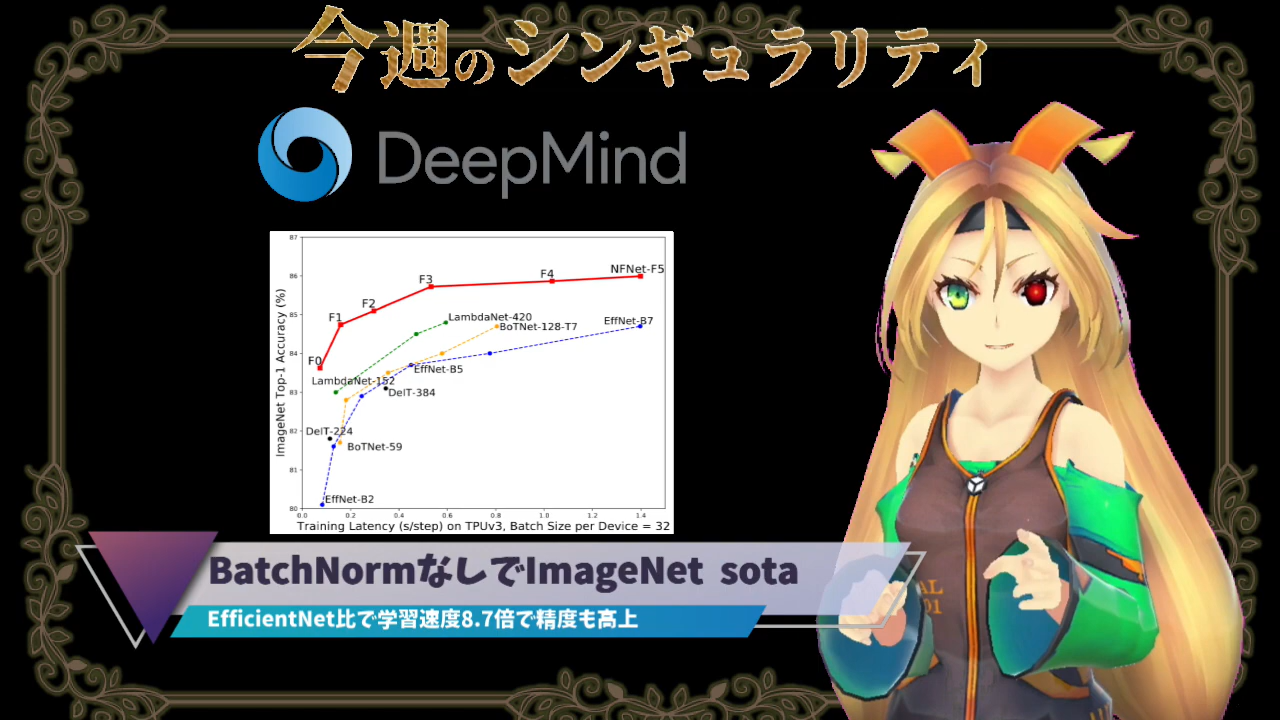 今週のシンギュラリティ
DeepMind
ImageNet Top-1 Accuracy (%)
87
86
85
84
83
82
81
80
F0
F1
F2
F3
F4
NFNet-F5
LambdaNet-420
BoTNet-128-T7
EffNet-B7
EffNet-B5
LambdaNet-152
DeIT-384
DeIT-224
BoTNet-59
EffNet-B2
0.0 0.2 0.4 0.6 0.8 1.0 1.2 1.4
Training Latency (s/step) on TPUv3, Batch Size per Device = 32
BatchNormなしでImageNet sota
EfficientNet比で学習速度8.7倍で精度も高上